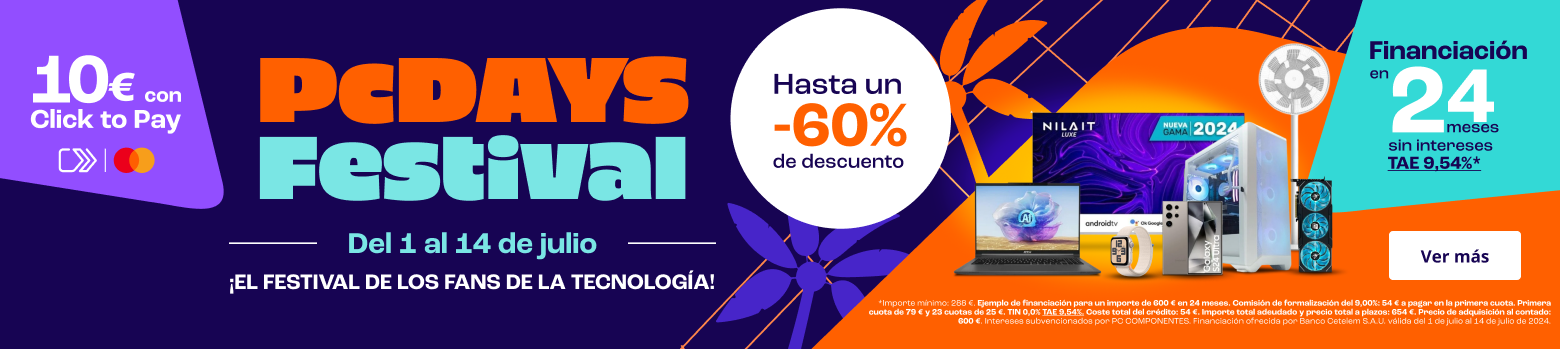 10€ con
Click to Pay
PcDAYS
Festival
Del 1 al 14 de julio
¡EL FESTIVAL DE LOS FANS DE LA TECNOLOGÍA!
Hasta un
-60%
de descuento
NILAIT
LUXE
NUEVA
GAMA
2024
AI
androidtv
Ok Google
Galaxy
S24 Ultra
Financiación
en 24
meses
sin intereses
TAE 9,54%*
Ver más
*Importe mínimo: 288 €. Ejemplo de financiación para un importe de 600 € en 24 meses. Comisión de formalización del 9,00%: 54 € a pagar en la primera cuota. Primera
cuota de 79 € y 23 cuotas de 25 €. TIN 0,0% TAE 9,54%. Coste total del crédito: 54 €. Importe total adeudado y precio total a plazos: 654 €. Precio de adquisición al contado:
600 €. Intereses subvencionados por PC COMPONENTES. Financiación ofrecida por Banco Cetelem S.A.U. válida del 1 de julio al 14 de julio de 2024.